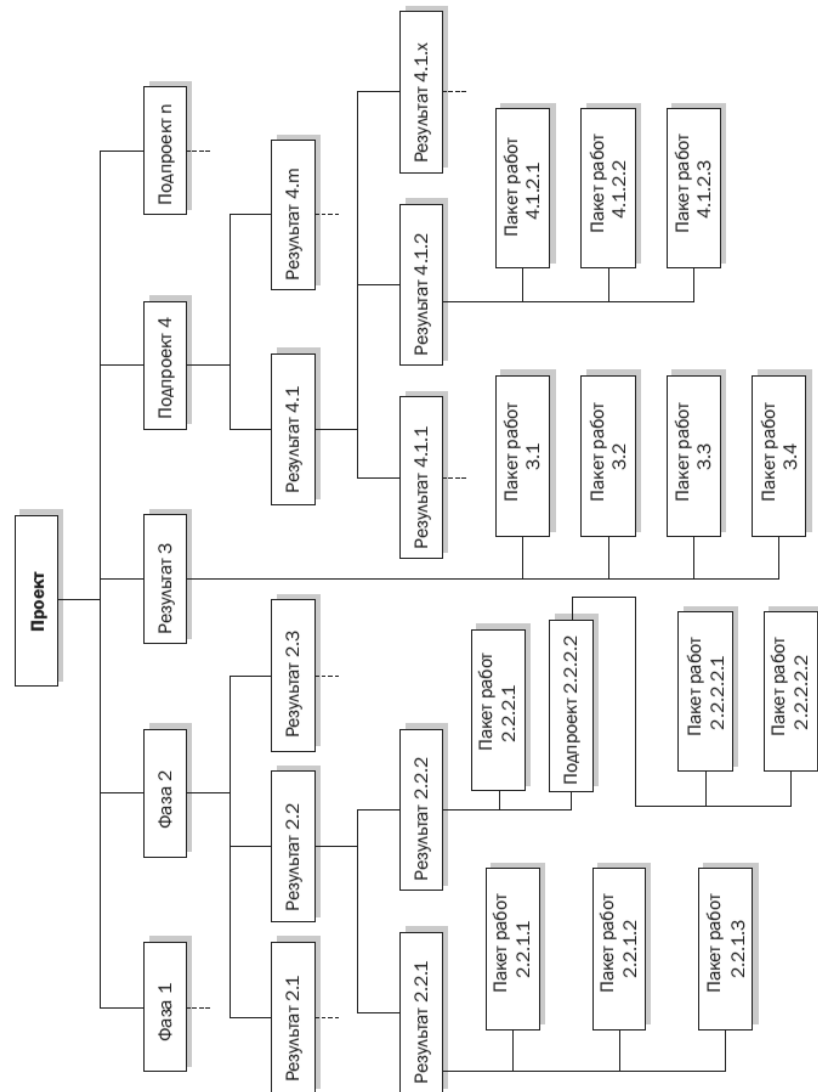 Проект
Фаза 1
Фаза 2
Результат 3
Подпроект 4
Подпроект n
Результат 2.1
Результат 2.2
Результат 2.3
Результат 4.1
Результат 4.m
Результат 2.2.1
Результат 2.2.2
Результат 4.1.1
Результат 4.1.2
Результат 4.1.x
Пакет работ
2.2.1.1
Пакет работ
2.2.1.2
Пакет работ
2.2.1.3
Пакет работ
2.2.2.1
Подпроект 2.2.2.2
Пакет работ
2.2.2.2.1
Пакет работ
2.2.2.2.2
Пакет работ
3.1
Пакет работ
3.2
Пакет работ
3.3
Пакет работ
3.4
Пакет работ
4.1.2.1
Пакет работ
4.1.2.2
Пакет работ
4.1.2.3